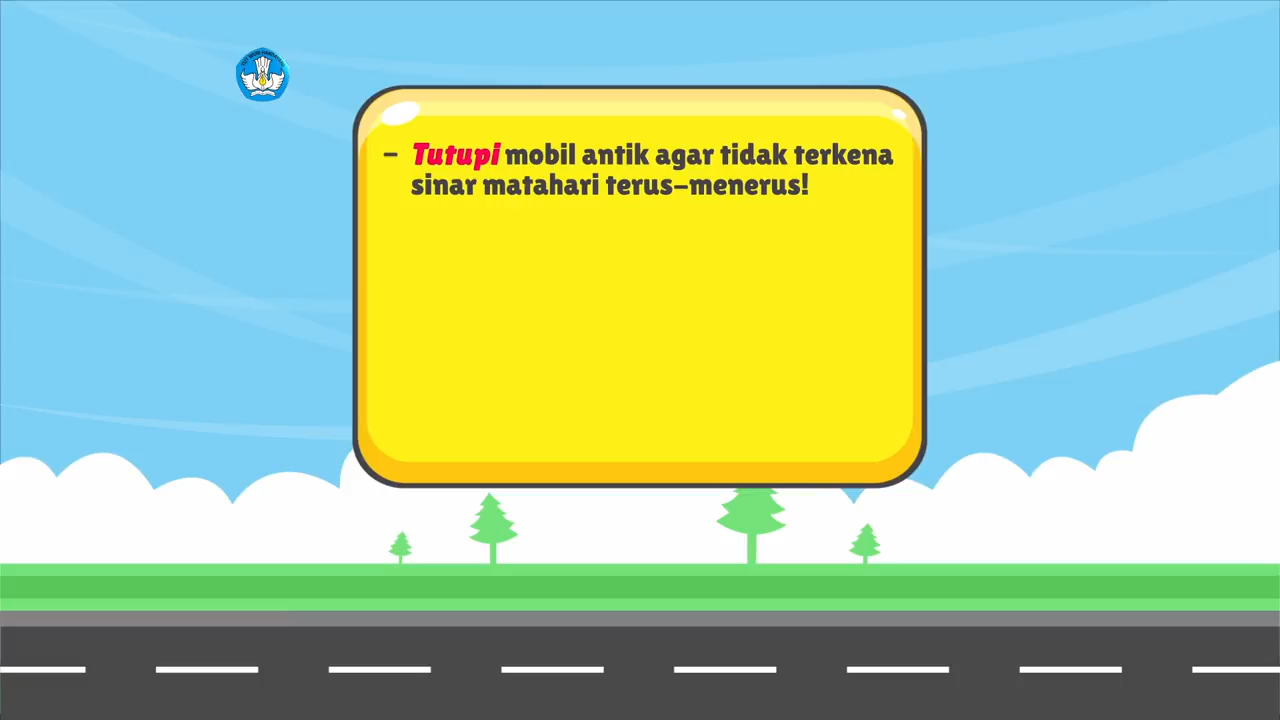 - Tutupi mobil antik agar tidak terkena
sinar matahari terus-menerus!